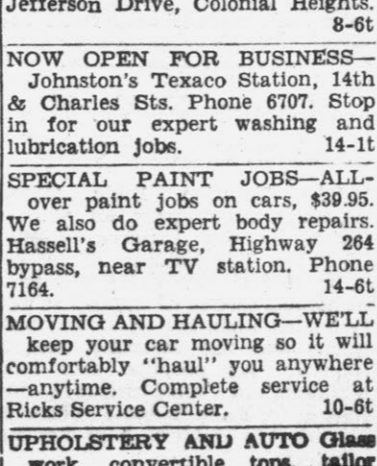 Jefferson Drive, Colonial Heights.
8-6t
NOW OPEN FOR BUSINESS—
Johnston's Texaco Station, 14th
& Charles Sts. Phone 6707. Stop
in for our expert washing and
lubrication jobs. 14-1t
SPECIAL PAINT JOBS—ALL-
over paint jobs on cars, $39.95.
We also do expert body repairs.
Hassell's Garage, Highway 264
bypass, near TV station. Phone
7164. 14-6t
MOVING AND HAULING—WE'LL
keep your car moving so it will
comfortably "haul" you anywhere
—anytime. Complete service at
Ricks Service Center. 10-6t
UPHOLSTERY AND AUTO Glass
work, convertible tops, tailor